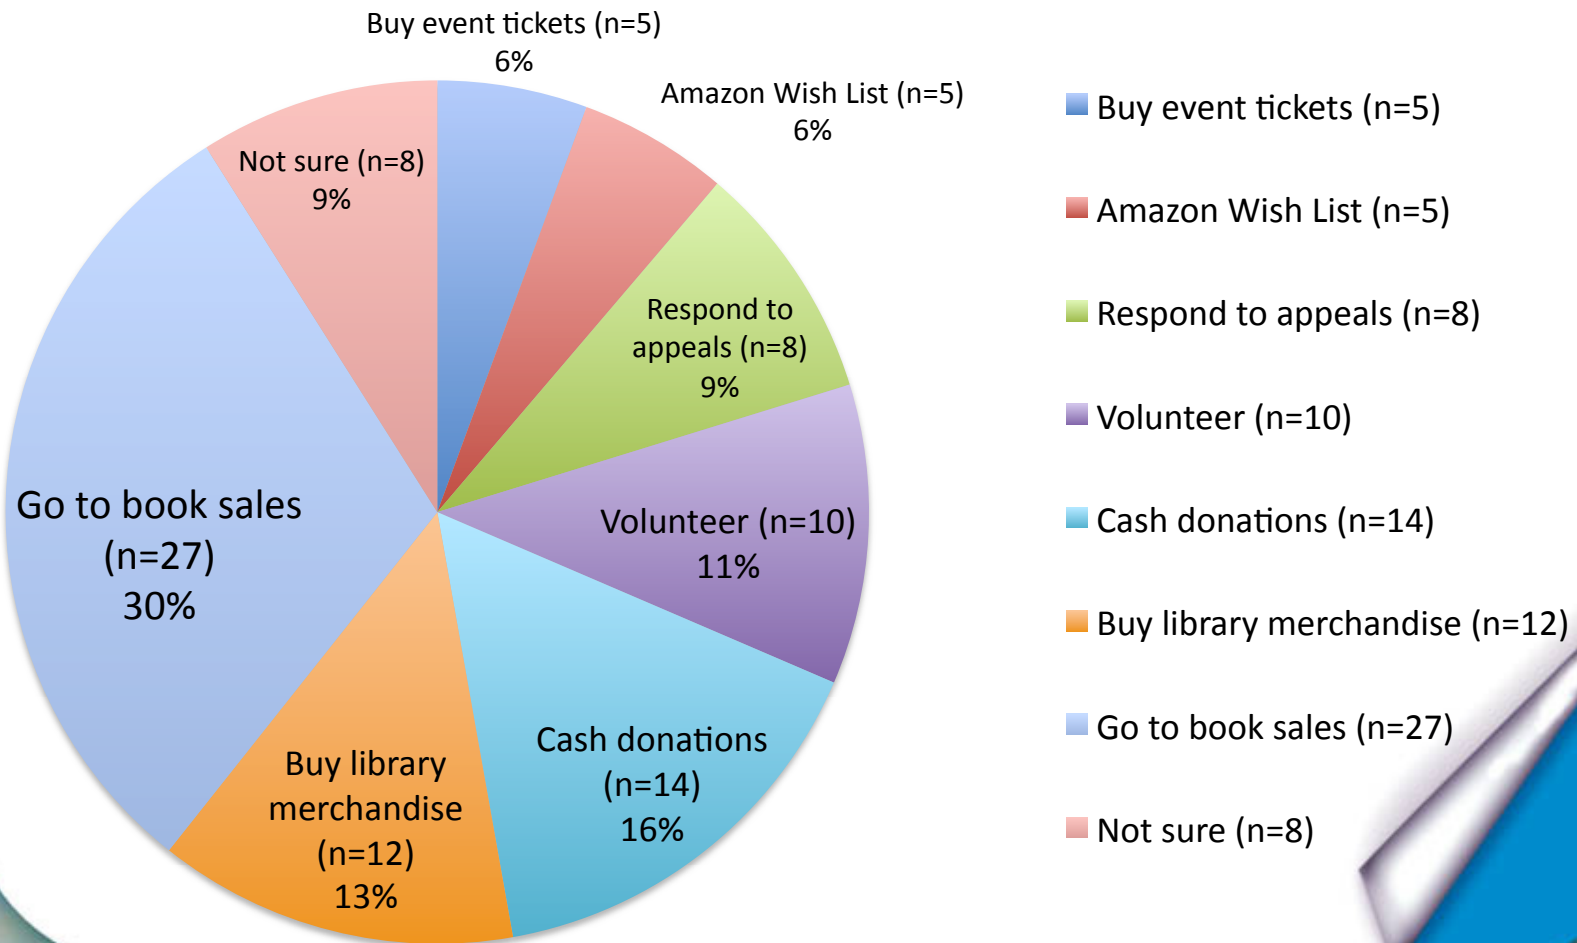 Buy event tickets (n=5)
6%
Amazon Wish List (n=5)
6%
Not sure (n=8)
9%
Respond to
appeals (n=8)
9%
Go to book sales
(n=27)
30%
Volunteer (n=10)
11%
Cash donations
(n=14)
16%
Buy library
merchandise
(n=12)
13%
Buy event tickets (n=5)
Amazon Wish List (n=5)
Respond to appeals (n=8)
Volunteer (n=10)
Cash donations (n=14)
Buy library merchandise (n=12)
Go to book sales (n=27)
Not sure (n=8)